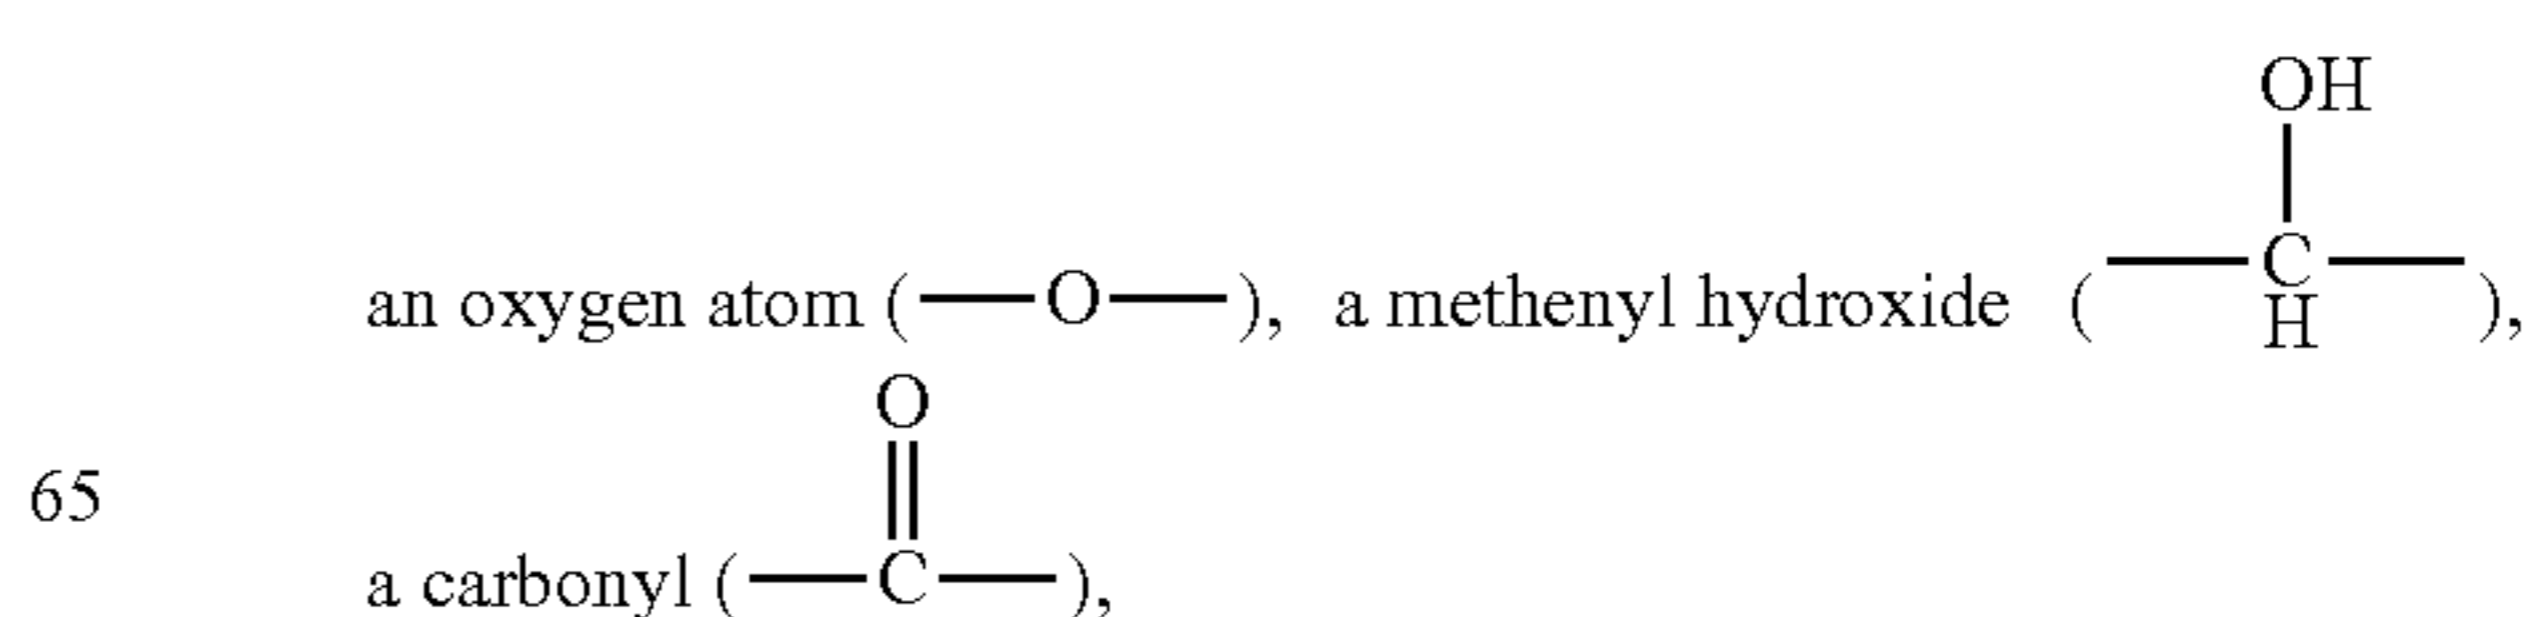 OH
an oxygen atom (—O—), a methenyl hydroxide (—C—),
H
O
65
a carbonyl (—C—),